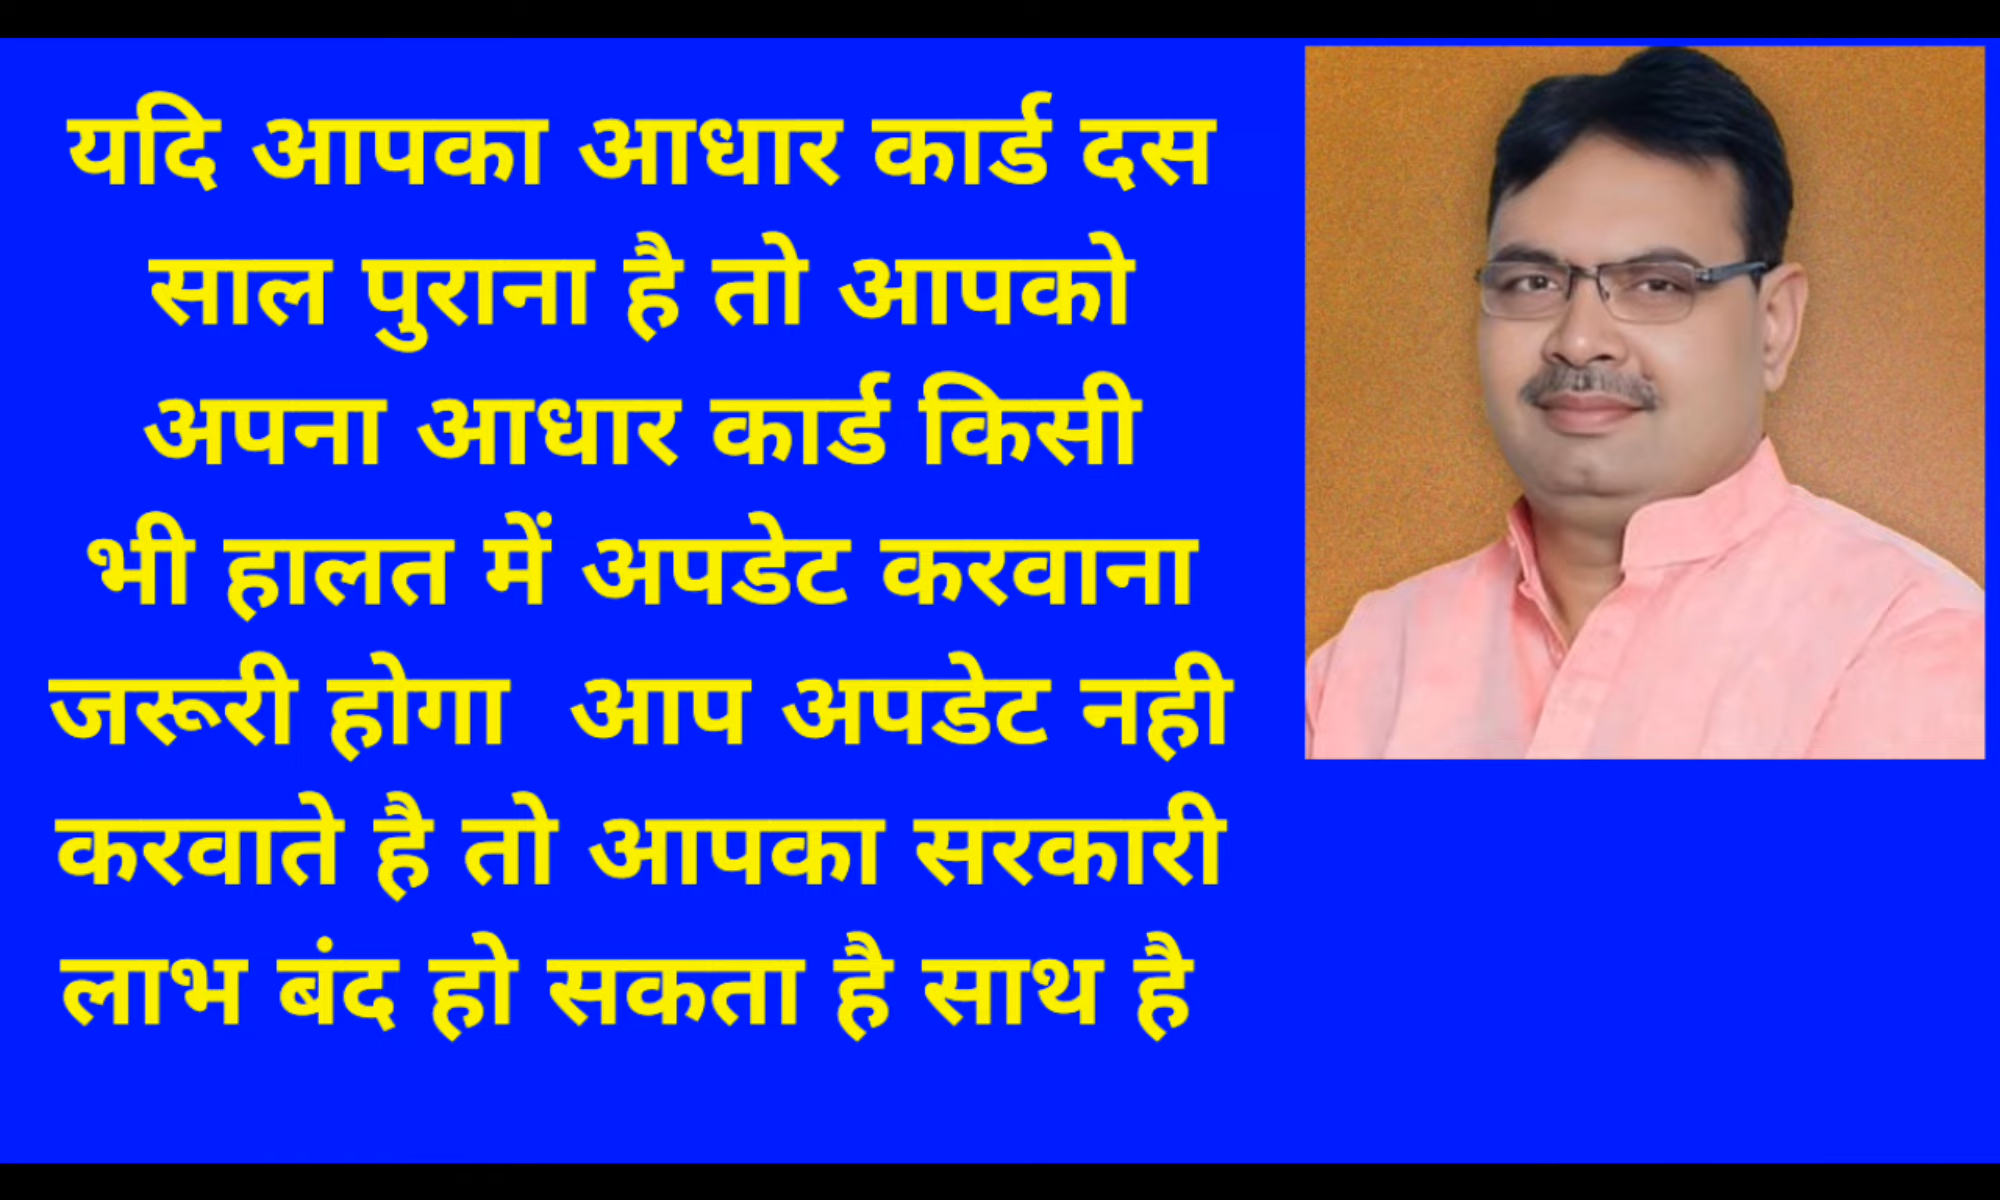 यदि आपका आधार कार्ड दस
साल पुराना है तो आपको
अपना आधार कार्ड किसी
भी हालत में अपडेट करवाना
जरूरी होगा  आप अपडेट नही
करवाते है तो आपका सरकारी
लाभ बंद हो सकता है साथ है